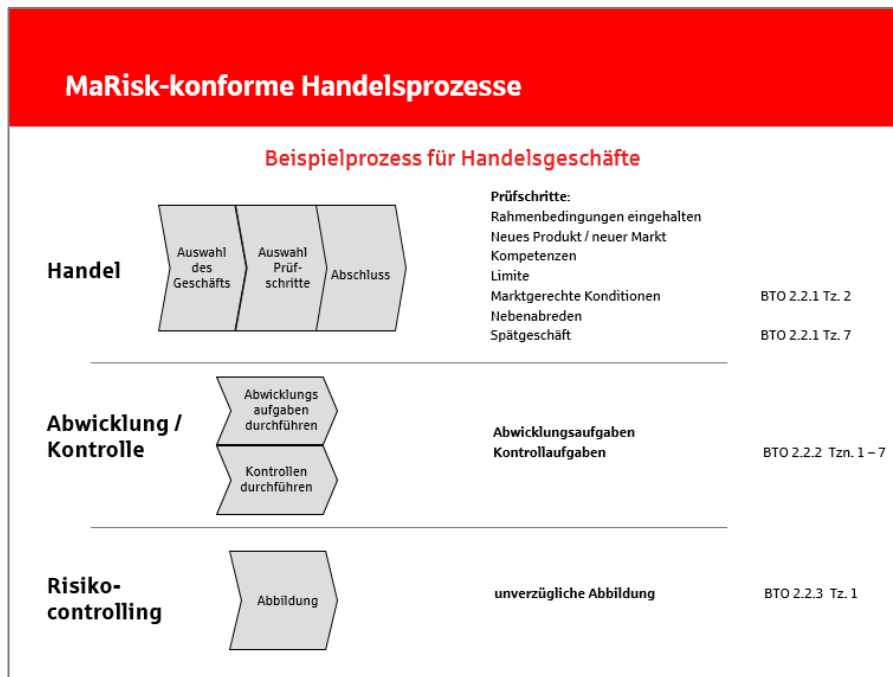 MaRisk-konforme Handelsprozesse
Beispielprozess für Handelsgeschäfte
Handel
Auswahl
des
Geschäfts
Auswahl
Prüf-
schritte
Abschluss
Prüfschritte:
Rahmenbedingungen eingehalten
Neues Produkt / neuer Markt
Kompetenzen
Limite
Marktgerechte Konditionen BTO 2.2.1 Tz. 2
Nebenabreden
Spätgeschäft BTO 2.2.1 Tz. 7
Abwicklung /
Kontrolle
Abwicklungs
aufgaben
durchführen
Kontrollen
durchführen
Abwicklungsaufgaben
Kontrollaufgaben BTO 2.2.2 Tzn. 1 – 7
Risiko-
controlling
Abbildung
unverzügliche Abbildung BTO 2.2.3 Tz. 1